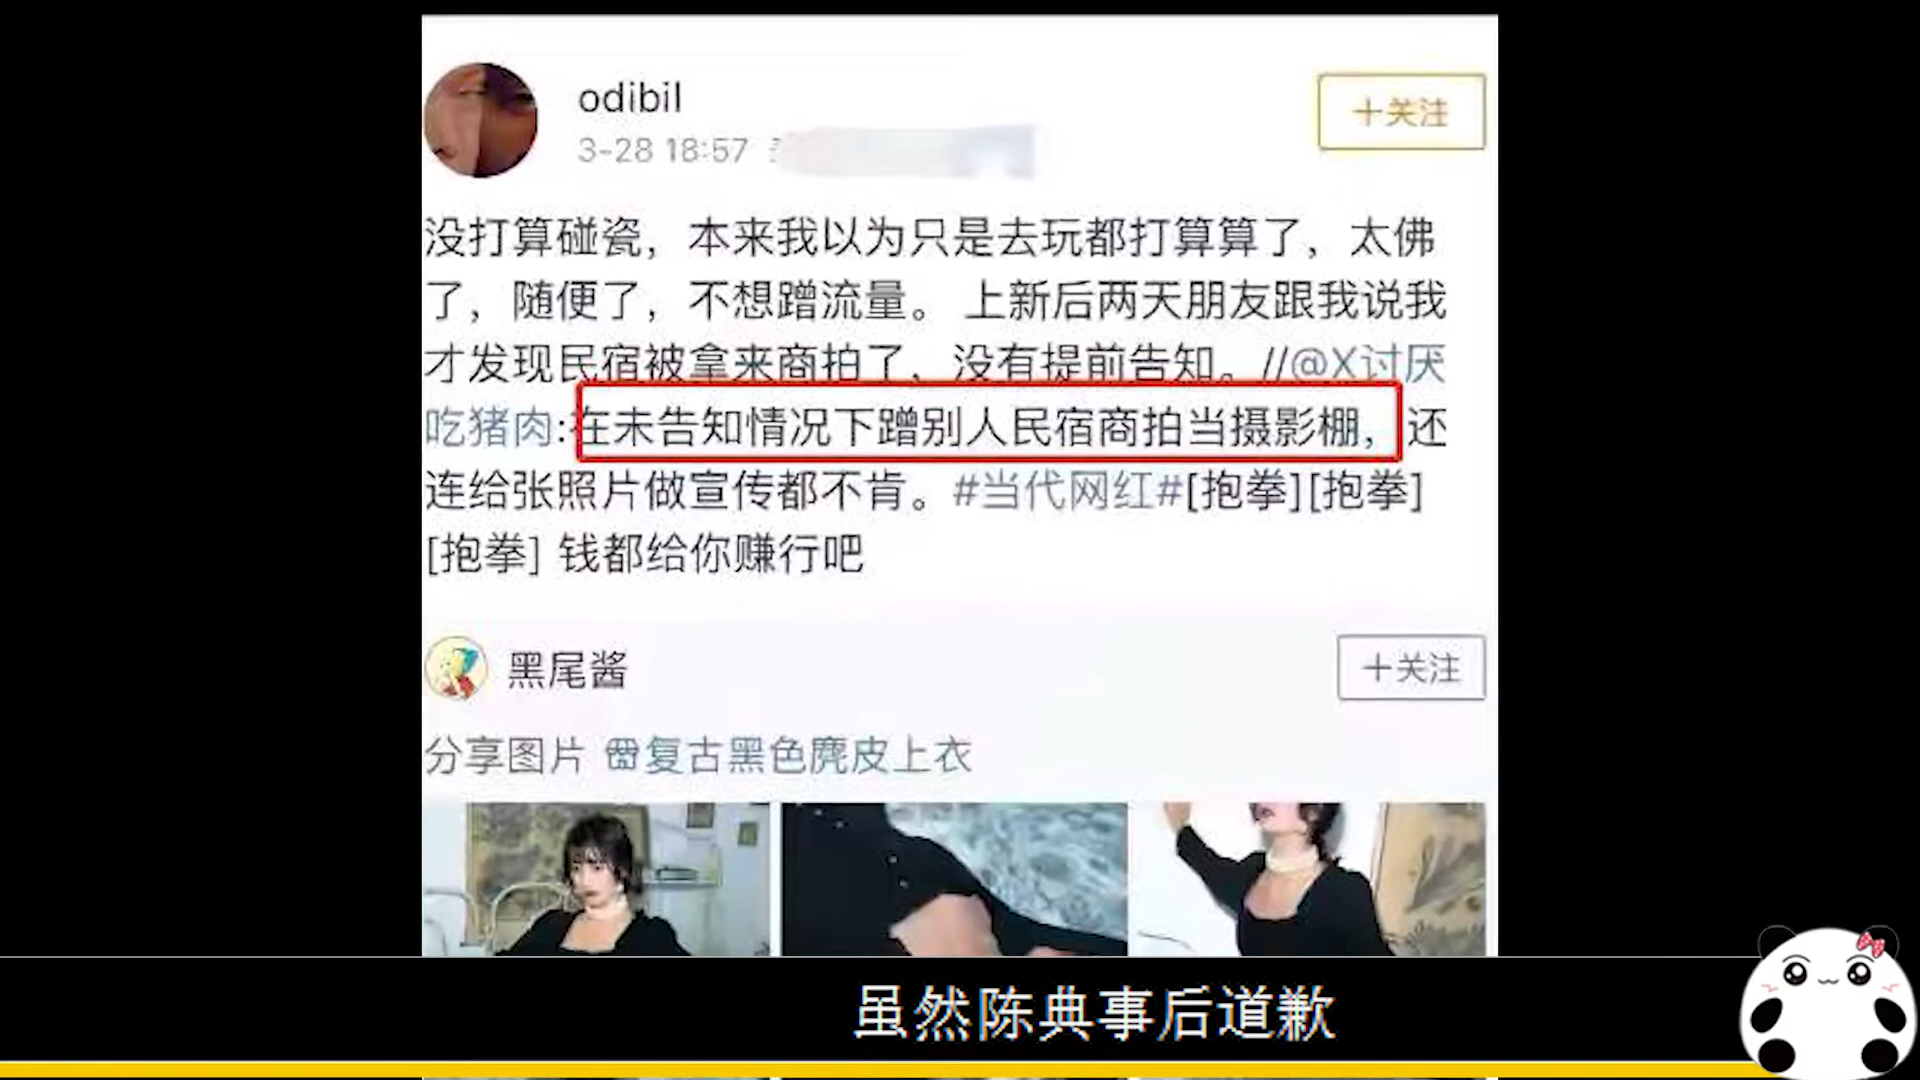 odibil
3-28 18:57
十关注
没打算碰瓷，本来我以为只是去玩都打算算了，太佛
了，随便了，不想蹭流量。 上新后两天朋友跟我说我
才发现民宿被拿来商拍了、没有提前告知。//@X讨厌
吃猪肉:在未告知情况下蹭别人民宿商拍当摄影棚，还
连给张照片做宣传都不肯。#当代网红#[抱拳][抱拳]
[抱拳] 钱都给你赚行吧
黑尾酱
十关注
分享图片 复古黑色麂皮上衣
虽然陈典事后道歉